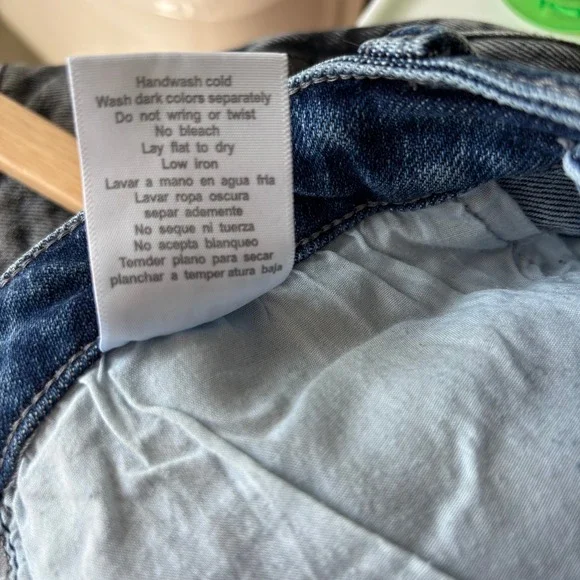 Handwash cold
Wash dark colors separately
Do not wring or twist
No bleach
Lay flat to dry
Low iron
Lavar a mano en agua fria
Lavar ropa oscura
separ ademente
No seque ni tuerza
No acepta blanqueo
Temder plano para secar
planchar a temper atura baja